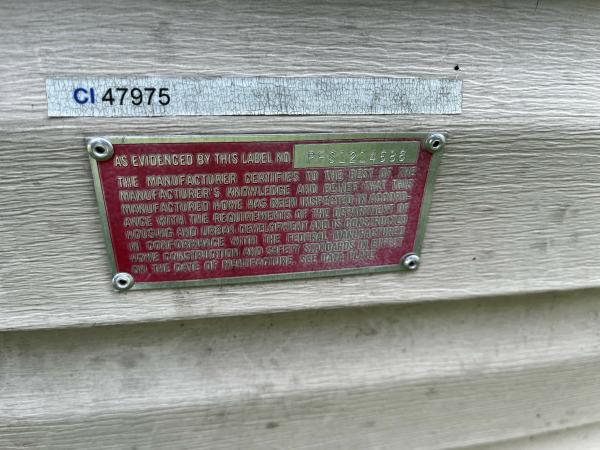 CI 47975
AS EVIDENCED BY THIS LABEL NO.
THE MANUFACTURER CERTIFIES TO THE BEST OF THE
MANUFACTURER'S KNOWLEDGE AND BELIEF THAT THIS
MANUFACTURED HOME HAS BEEN INSPECTED IN ACCORD-
ANCE WITH THE REQUIREMENTS OF THE DEPARTMENT OF
HOUSING AND URBAN DEVELOPMENT AND IS CONSTRUCTED
IN CONFORMANCE WITH THE FEDERAL MANUFACTURED
HOME CONSTRUCTION AND SAFETY STANDARDS IN EFFECT
ON THE DATE OF MANUFACTURE. SEE DATA PLATE.